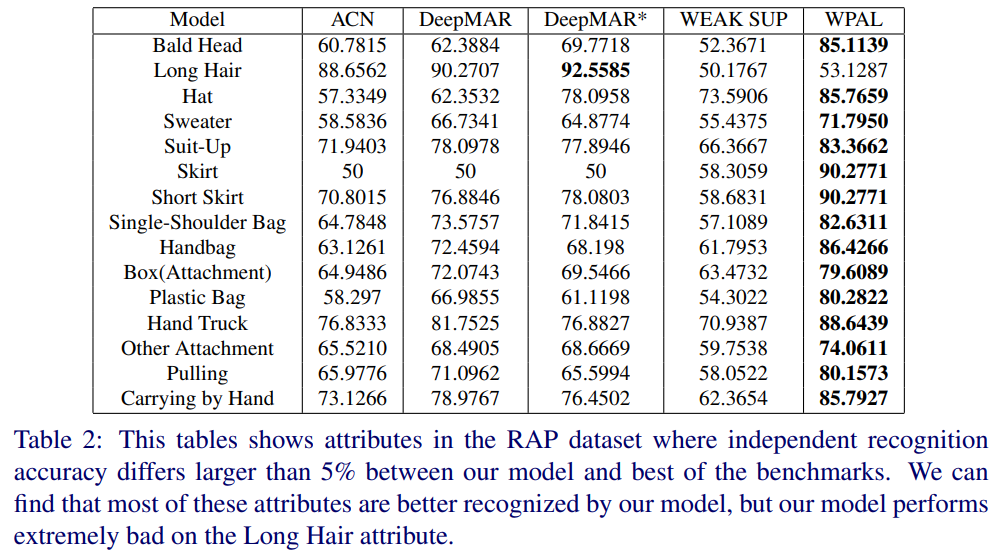 Model ACN DeepMAR DeepMAR* WEAK SUP WPAL
Bald Head 60.7815 62.3884 69.7718 52.3671 85.1139
Long Hair 88.6562 90.2707 92.5585 50.1767 53.1287
Hat 57.3349 62.3532 78.0958 73.5906 85.7659
Sweater 58.5836 66.7341 64.8774 55.4375 71.7950
Suit-Up 71.9403 78.0978 77.8946 66.3667 83.3662
Skirt 50 50 50 58.3059 90.2771
Short Skirt 70.8015 76.8846 78.0803 58.6831 90.2771
Single-Shoulder Bag 64.7848 73.5757 71.8415 57.1089 82.6311
Handbag 63.1261 72.4594 68.198 61.7953 86.4266
Box(Attachment) 64.9486 72.0743 69.5466 63.4732 79.6089
Plastic Bag 58.297 66.9855 61.1198 54.3022 80.2822
Hand Truck 76.8333 81.7525 76.8827 70.9387 88.6439
Other Attachment 65.5210 68.4905 68.6669 59.7538 74.0611
Pulling 65.9776 71.0962 65.5994 58.0522 80.1573
Carrying by Hand 73.1266 78.9767 76.4502 62.3654 85.7927
Table 2: This tables shows attributes in the RAP dataset where independent recognition
accuracy differs larger than 5% between our model and best of the benchmarks. We can
find that most of these attributes are better recognized by our model, but our model performs
extremely bad on the Long Hair attribute.